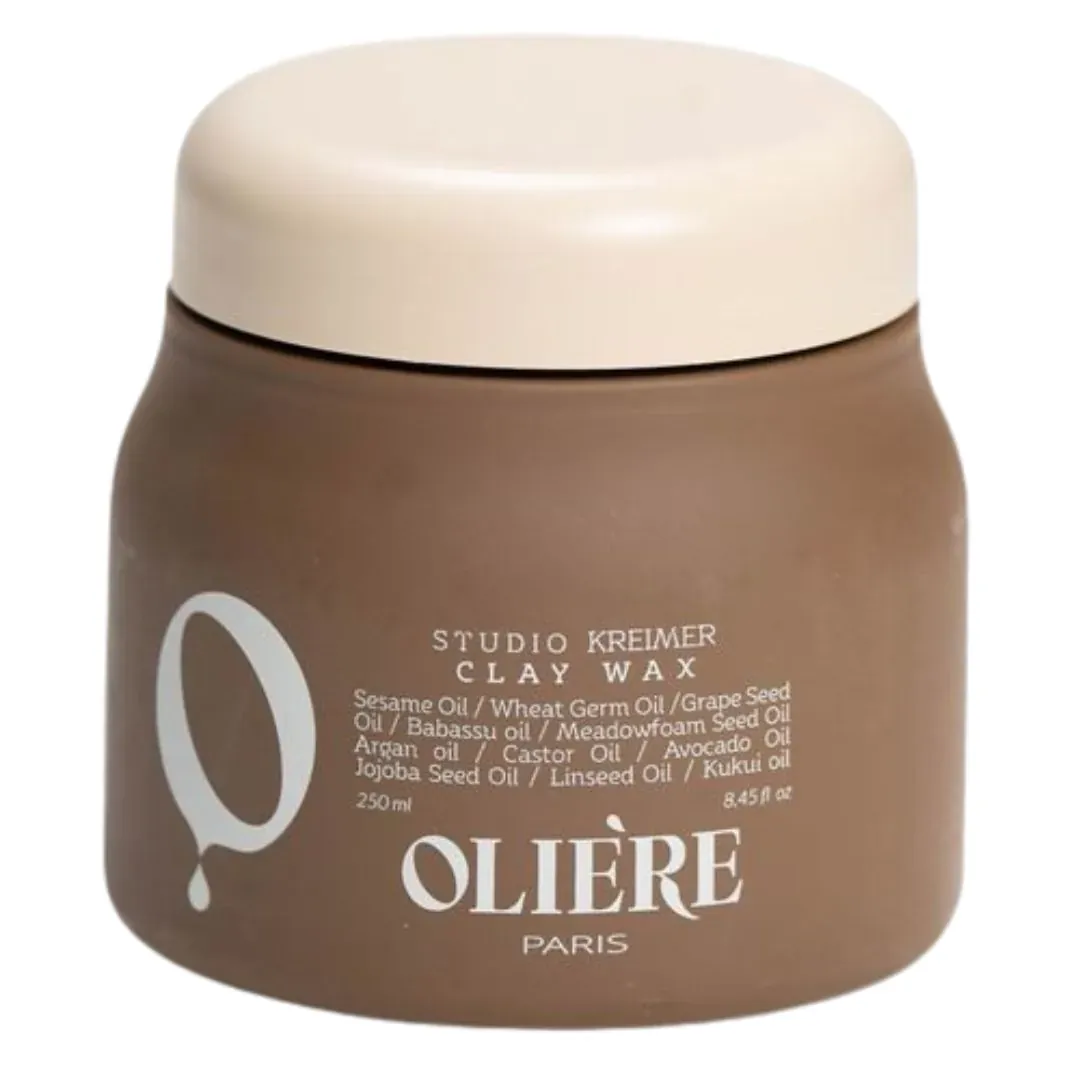 STUDIO KREIMER
CLAY WAX
Sesame Oil / Wheat Germ Oil /Grape Seed
Oil / Babassu oil / Meadowfoam Seed Oil
Argan oil / Castor Oil / Avocado Oil
Jojoba Seed Oil / Linseed Oil / Kukui oil
250 ml 8.45 fl oz
O
OLIÈRE
PARIS